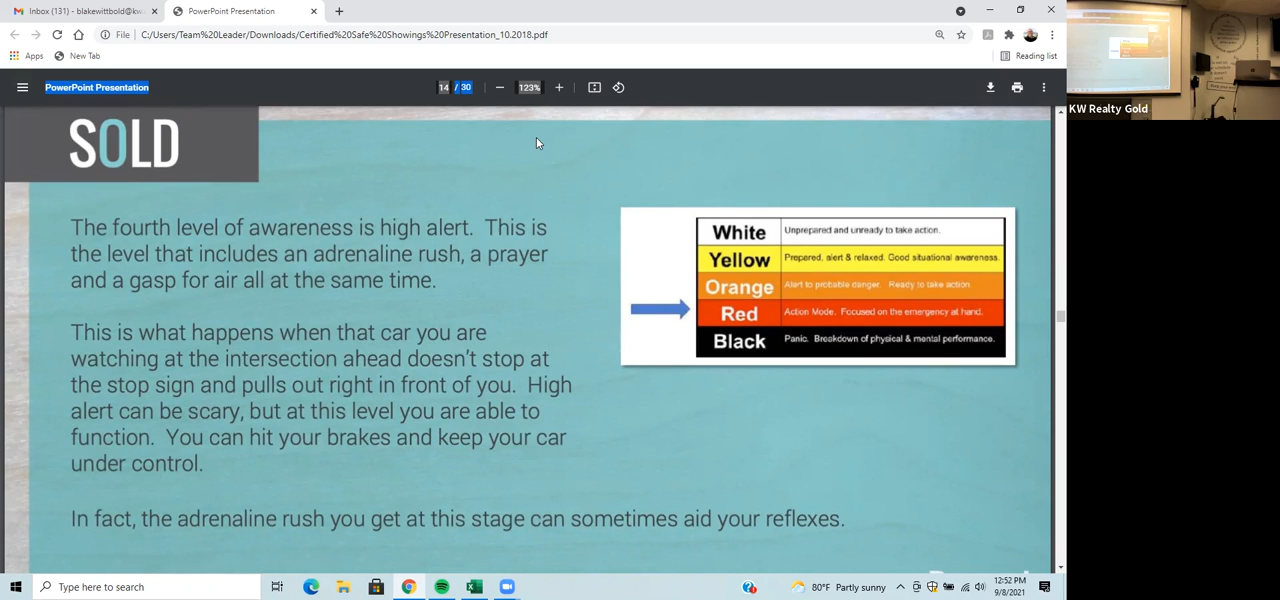 Inbox (131) – blakewittbold@kw
PowerPoint Presentation
File
C:/Users/Team%20Leader/Downloads/Certified%20Safe%20Showings%20Presentation_10.2018.pdf
Apps
New Tab
Reading list
PowerPoint Presentation
14 / 30
123%
KW Realty Gold
SOLD
The fourth level of awareness is high alert. This is
the level that includes an adrenaline rush, a prayer
and a gasp for air all at the same time.
This is what happens when that car you are
watching at the intersection ahead doesn't stop at
the stop sign and pulls out right in front of you. High
alert can be scary, but at this level you are able to
function. You can hit your brakes and keep your car
under control.
In fact, the adrenaline rush you get at this stage can sometimes aid your reflexes.
White Unprepared and unready to take action.
Yellow Prepared, alert & relaxed. Good situational awareness.
Orange Alert to probable danger. Ready to take action.
Red Action Mode. Focused on the emergency at hand.
Black Panic. Breakdown of physical & mental performance.
Type here to search
80°F Partly sunny
12:52 PM
9/8/2021